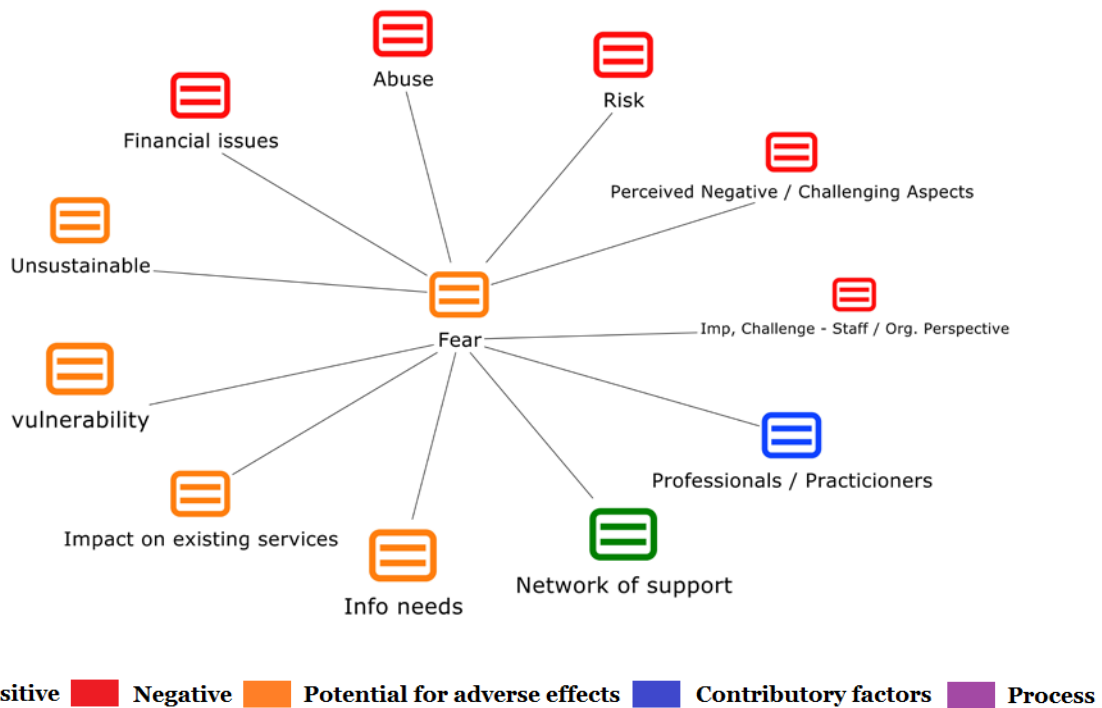 Abuse
Risk
Financial issues
Perceived Negative / Challenging Aspects
Unsustainable
Imp, Challenge - Staff / Org. Perspective
Fear
vulnerability
Professionals / Practicioners
Impact on existing services
Network of support
Info needs
sitive Negative Potential for adverse effects Contributory factors Process